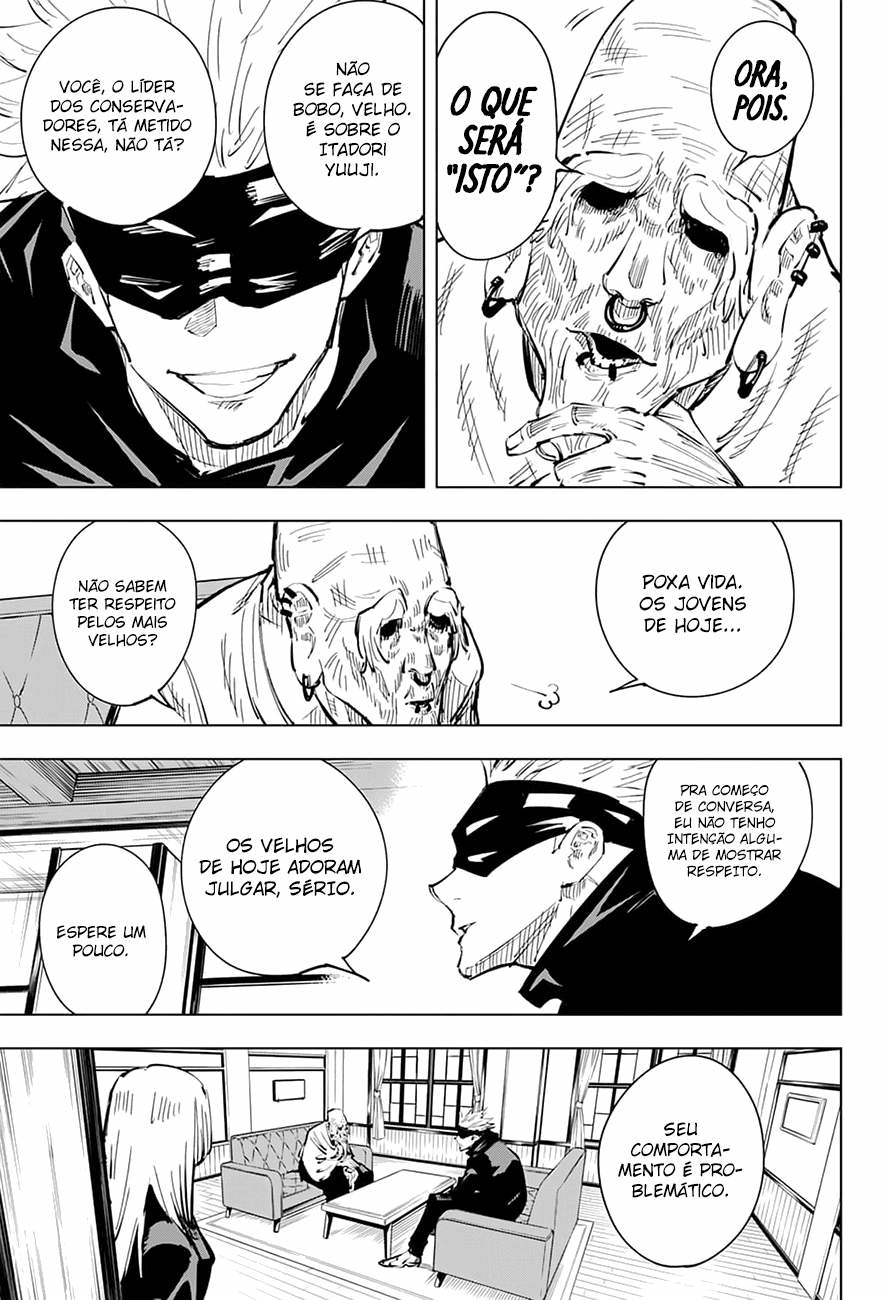 ORA,
POIS.
O QUE
SERÁ
"ISTO"?
NÃO
SE FAÇA DE
BOBO, VELHO.
É SOBRE O
ITADORI
YUUJI.
VOCÊ, O LÍDER
DOS CONSERVA-
DORES, TÁ METIDO
NESSA, NÃO TÁ?
POXA VIDA.
OS JOVENS
DE HOJE...
NÃO SABEM
TER RESPEITO
PELOS MAIS
VELHOS?
PRA COMEÇO
DE CONVERSA,
EU NÃO TENHO
INTENÇÃO ALGU-
MA DE MOSTRAR
RESPEITO.
OS VELHOS
DE HOJE ADORAM
JULGAR, SÉRIO.
ESPERE UM
POUCO.
SEU
COMPORTA-
MENTO É PRO-
BLEMÁTICO.